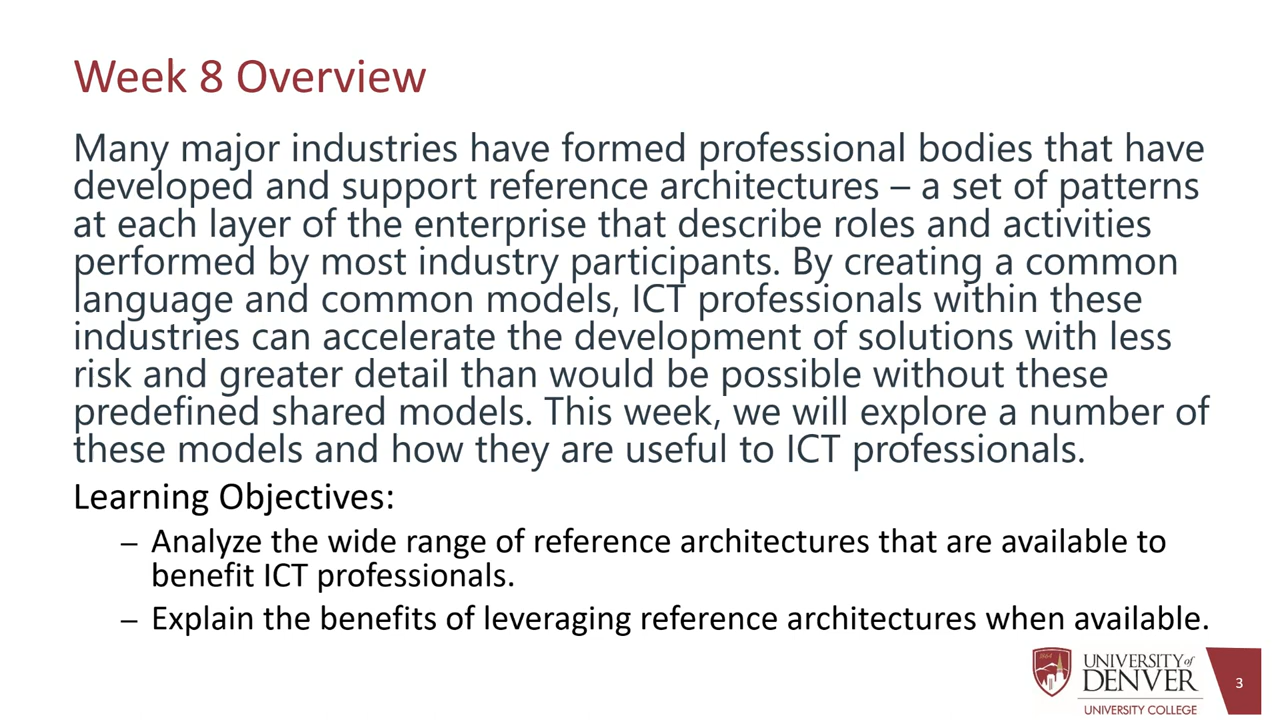 Week 8 Overview
Many major industries have formed professional bodies that have
developed and support reference architectures – a set of patterns
at each layer of the enterprise that describe roles and activities
performed by most industry participants. By creating a common
language and common models, ICT professionals within these
industries can accelerate the development of solutions with less
risk and greater detail than would be possible without these
predefined shared models. This week, we will explore a number of
these models and how they are useful to ICT professionals.
Learning Objectives:
– Analyze the wide range of reference architectures that are available to
benefit ICT professionals.
– Explain the benefits of leveraging reference architectures when available.
UNIVERSITY of
DENVER
UNIVERSITY COLLEGE
3